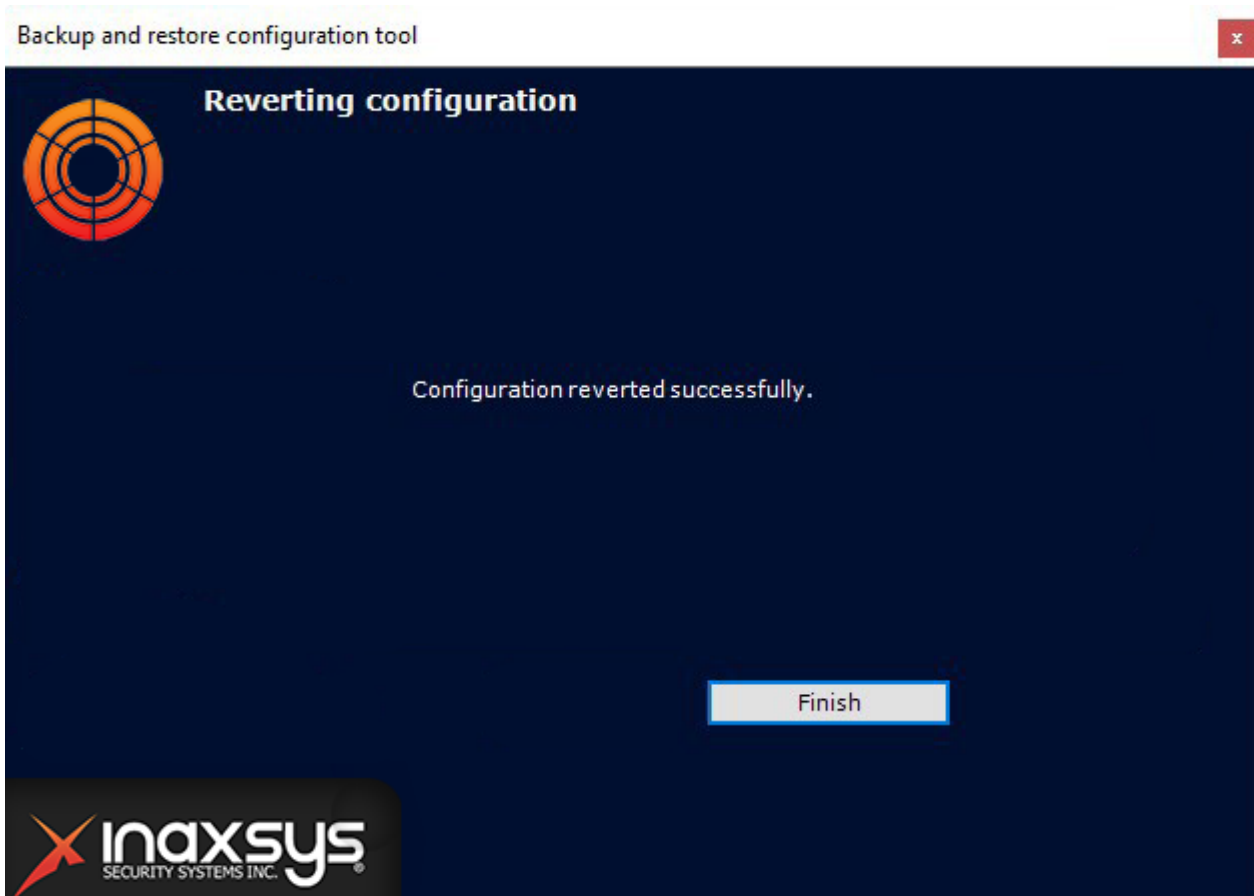 Backup and restore configuration tool
x
Reverting configuration
Configuration reverted successfully.
Finish
inaxsys
SECURITY SYSTEMS INC. ®